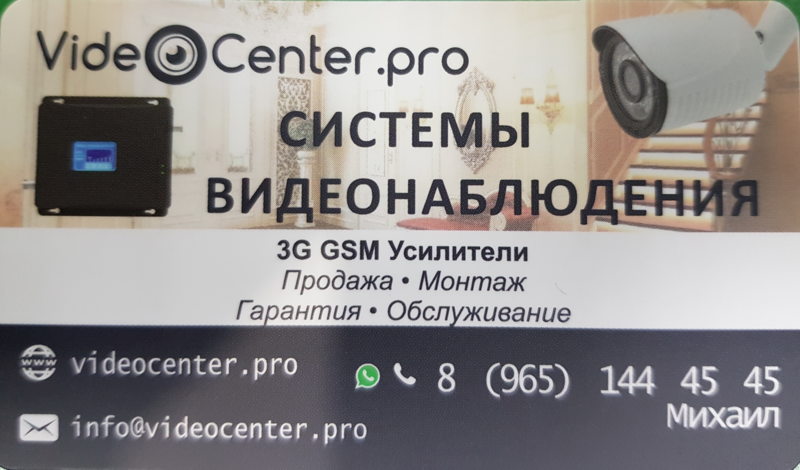 VideoCenter.pro
СИСТЕМЫ
ВИДЕОНАБЛЮДЕНИЯ
3G GSM Усилители
Продажа • Монтаж
Гарантия • Обслуживание
www videocenter.pro
8 (965) 144 45 45
Михаил
info@videocenter.pro